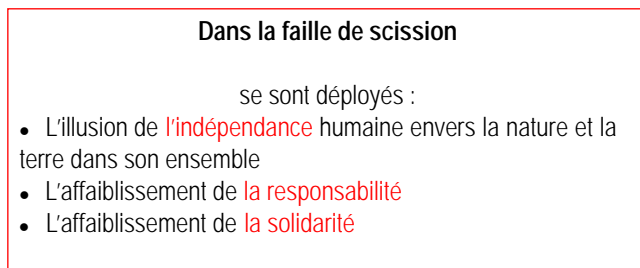 Dans la faille de scission
se sont déployés :
• L'illusion de l'indépendance humaine envers la nature et la
terre dans son ensemble
• L'affaiblissement de la responsabilité
• L'affaiblissement de la solidarité